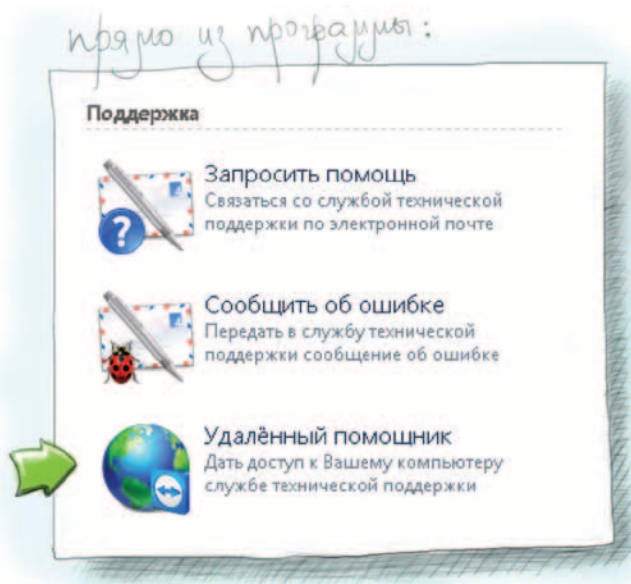 прямо из программы:
Поддержка
Запросить помощь
Связаться со службой технической
поддержки по электронной почте
Сообщить об ошибке
Передать в службу технической
поддержки сообщение об ошибке
Удалённый помощник
Дать доступ к Вашему компьютеру
службе технической поддержки